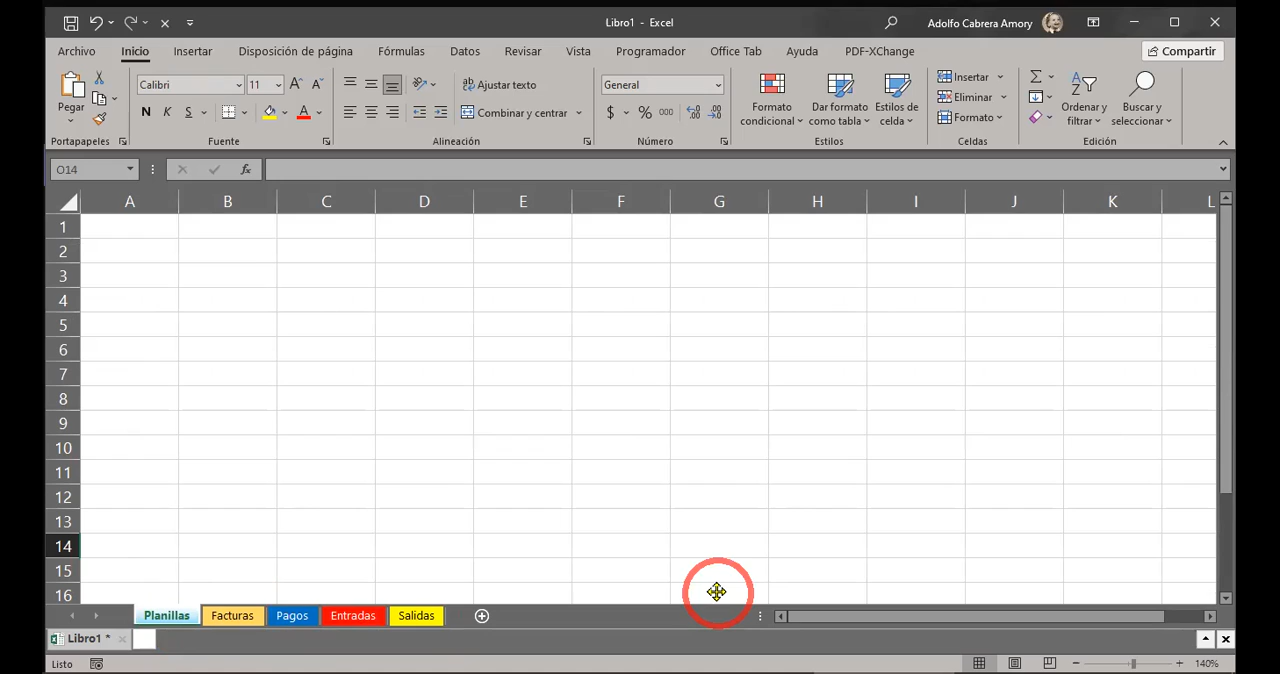 Libro1 - Excel
Adolfo Cabrera Amory
Archivo Inicio Insertar Disposición de página Fórmulas Datos Revisar Vista Programador Office Tab Ayuda PDF-XChange Compartir
Pegar
Calibri 11
N K S
A A
Ajustar texto
Combinar y centrar
General
$ % 000
Formato condicional
Dar formato como tabla
Estilos de celda
Insertar
Eliminar
Formato
Ordenar y filtrar
Buscar y seleccionar
Portapapeles Fuente Alineación Número Estilos Celdas Edición
O14 fx
A B C D E F G H I J K L
1
2
3
4
5
6
7
8
9
10
11
12
13
14
15
16
Planillas Facturas Pagos Entradas Salidas
Libro1 *
Listo 140%